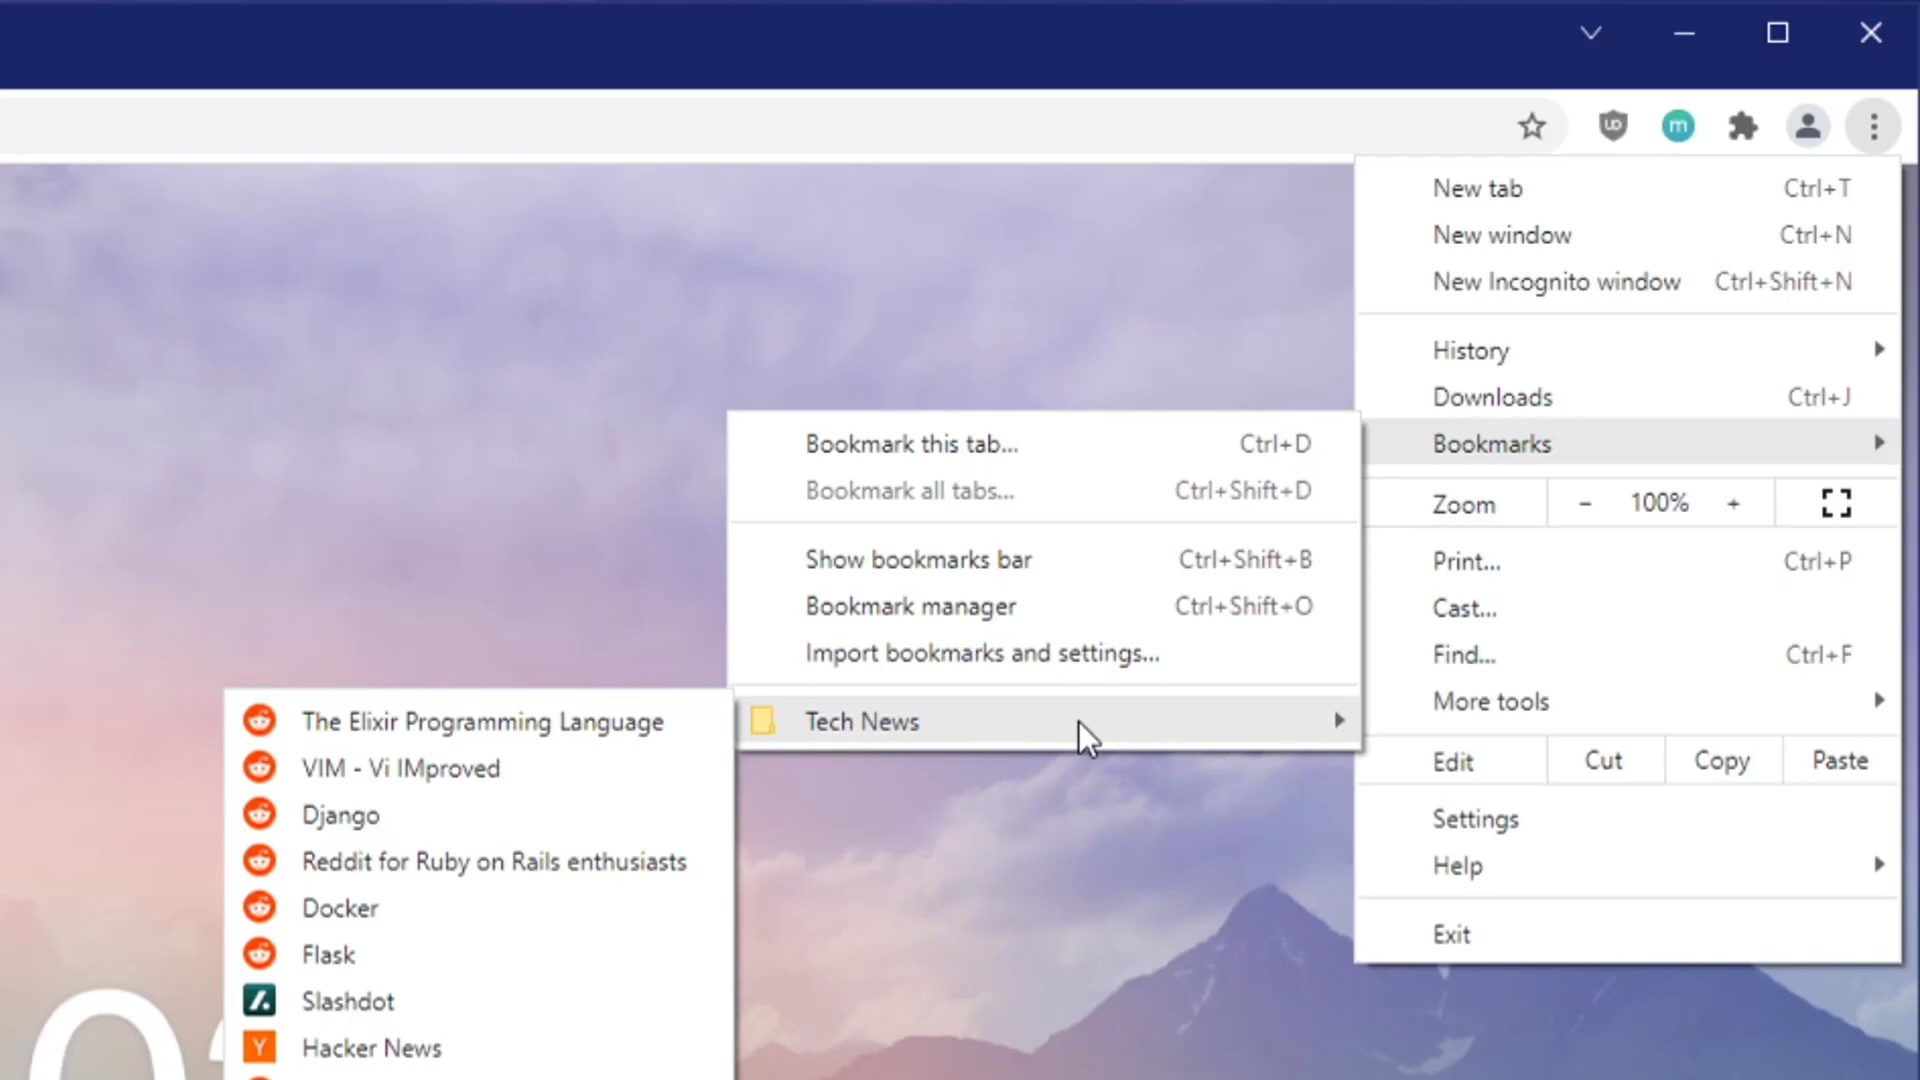 New tab Ctrl+T
New window Ctrl+N
New Incognito window Ctrl+Shift+N
History
Downloads Ctrl+J
Bookmarks
Zoom - 100% +
Print... Ctrl+P
Cast...
Find... Ctrl+F
More tools
Edit Cut Copy Paste
Settings
Help
Exit
Bookmark this tab... Ctrl+D
Bookmark all tabs... Ctrl+Shift+D
Show bookmarks bar Ctrl+Shift+B
Bookmark manager Ctrl+Shift+O
Import bookmarks and settings...
Tech News
The Elixir Programming Language
VIM - Vi IMproved
Django
Reddit for Ruby on Rails enthusiasts
Docker
Flask
Slashdot
Y Hacker News
m